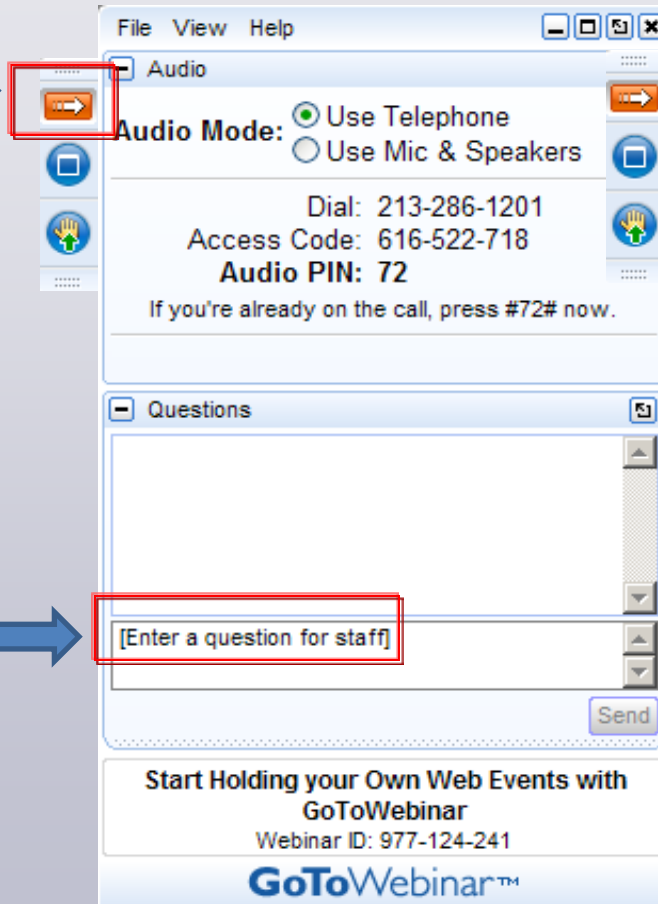 File View Help
Audio
Audio Mode:
Use Telephone
Use Mic & Speakers
Dial: 213-286-1201
Access Code: 616-522-718
Audio PIN: 72
If you're already on the call, press #72# now.
Questions
[Enter a question for staff]
Send
Start Holding your Own Web Events with
GoToWebinar
Webinar ID: 977-124-241
GoToWebinar™